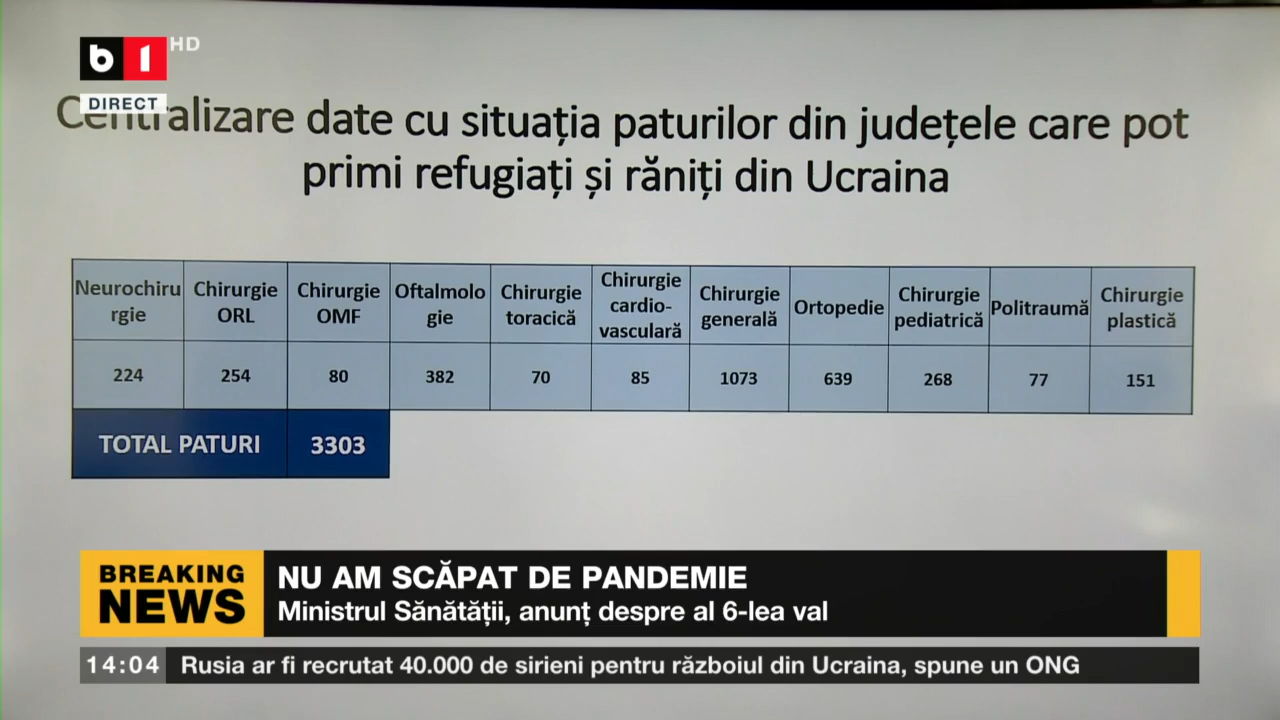 b1 HD
DIRECT
Centralizare date cu situația paturilor din județele care pot
primi refugiați și răniți din Ucraina
Neurochiru
rgie
Chirurgie
ORL
Chirurgie
OMF
Oftalmolo
gie
Chirurgie
toracică
Chirurgie
cardio-
vasculară
Chirurgie
generală
Ortopedie
Chirurgie
pediatrică
Politraumă
Chirurgie
plastică
224 254 80 382 70 85 1073 639 268 77 151
TOTAL PATURI 3303
BREAKING
NEWS
NU AM SCĂPAT DE PANDEMIE
Ministrul Sănătății, anunț despre al 6-lea val
14:04 Rusia ar fi recrutat 40.000 de sirieni pentru războiul din Ucraina, spune un ONG